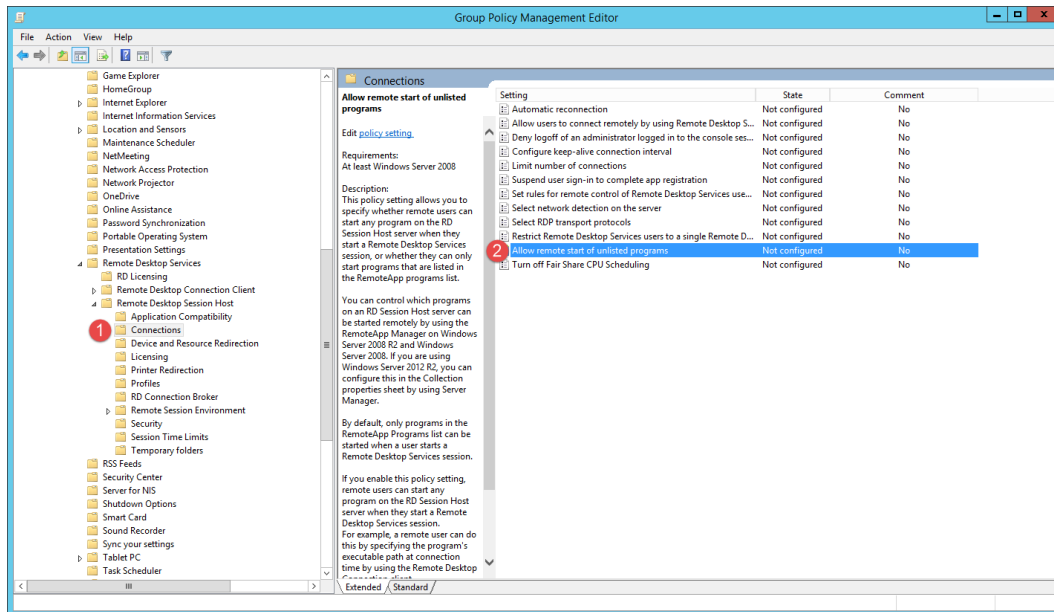 Group Policy Management Editor
File Action View Help
Game Explorer
HomeGroup
Internet Explorer
Internet Information Services
Location and Sensors
Maintenance Scheduler
NetMeeting
Network Access Protection
Network Projector
OneDrive
Online Assistance
Password Synchronization
Portable Operating System
Presentation Settings
Remote Desktop Services
RD Licensing
Remote Desktop Connection Client
Remote Desktop Session Host
Application Compatibility
1
Connections
Device and Resource Redirection
Licensing
Printer Redirection
Profiles
RD Connection Broker
Remote Session Environment
Security
Session Time Limits
Temporary folders
RSS Feeds
Security Center
Server for NIS
Shutdown Options
Smart Card
Sound Recorder
Sync your settings
Tablet PC
Task Scheduler
Connections
Allow remote start of unlisted
programs
Edit policy setting
Requirements:
At least Windows Server 2008
Description:
This policy setting allows you to
specify whether remote users can
start any program on the RD
Session Host server when they
start a Remote Desktop Services
session, or whether they can only
start programs that are listed in
the RemoteApp programs list.
You can control which programs
on an RD Session Host server can
be started remotely by using the
RemoteApp Manager on Windows
Server 2008 R2 and Windows
Server 2008. If you are using
Windows Server 2012 R2, you can
configure this in the Collection
properties sheet by using Server
Manager.
By default, only programs in the
RemoteApp Programs list can be
started when a user starts a
Remote Desktop Services session.
If you enable this policy setting,
remote users can start any
program on the RD Session Host
server when they start a Remote
Desktop Services session.
For example, a remote user can do
this by specifying the program's
executable path at connection
time by using the Remote Desktop
Setting State Comment
Automatic reconnection Not configured No
Allow users to connect remotely by using Remote Desktop S... Not configured No
Deny logoff of an administrator logged in to the console ses... Not configured No
Configure keep-alive connection interval Not configured No
Limit number of connections Not configured No
Suspend user sign-in to complete app registration Not configured No
Set rules for remote control of Remote Desktop Services use... Not configured No
Select network detection on the server Not configured No
Select RDP transport protocols Not configured No
Restrict Remote Desktop Services users to a single Remote D... Not configured No
2 Allow remote start of unlisted programs Not configured No
Turn off Fair Share CPU Scheduling Not configured No
Extended Standard